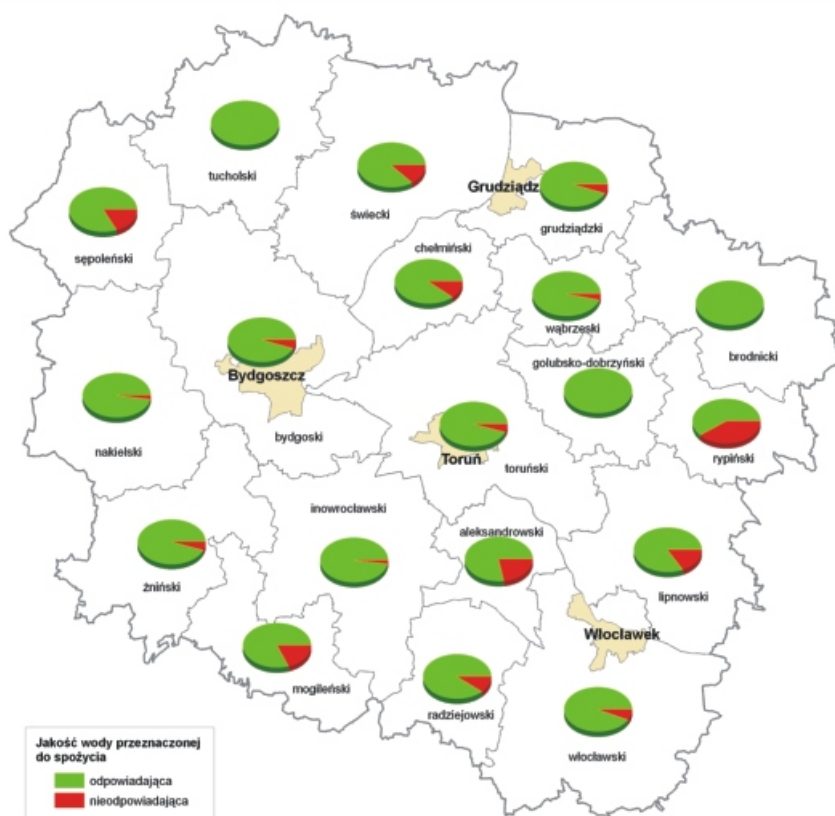 tucholski
świecki
Grudziądz
grudziądzki
sępoleński
chełmiński
wąbrzeski
brodnicki
golubsko-dobrzyński
Bydgoszcz
nakielski
bydgoski
Toruń
toruński
rypiński
inowrocławski
aleksandrowski
żniński
lipnowski
Włocławek
mogileński
radziejowski
włocławski
Jakość wody przeznaczonej
do spożycia
odpowiadająca
nieodpowiadająca